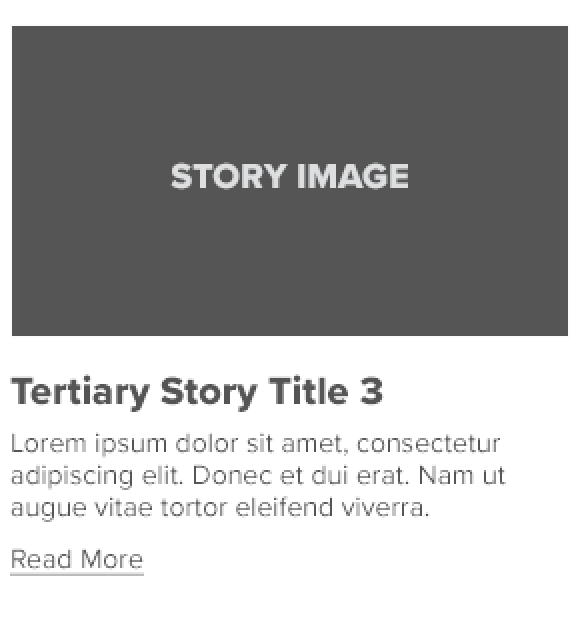 STORY IMAGE
Tertiary Story Title 3
Lorem ipsum dolor sit amet, consectetur
adipiscing elit. Donec et dui erat. Nam ut
augue vitae tortor eleifend viverra.
Read More